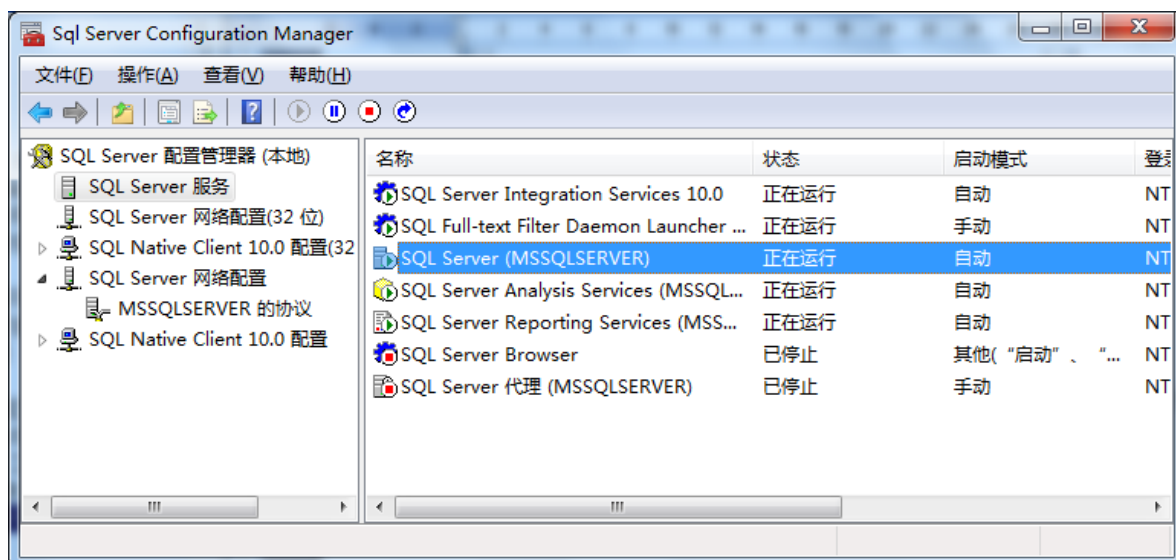 Sql Server Configuration Manager
文件(F) 操作(A) 查看(V) 帮助(H)
SQL Server 配置管理器 (本地)
SQL Server 服务
SQL Server 网络配置(32 位)
SQL Native Client 10.0 配置(32
SQL Server 网络配置
MSSQLSERVER 的协议
SQL Native Client 10.0 配置
名称 状态 启动模式
SQL Server Integration Services 10.0 正在运行 自动 NT
SQL Full-text Filter Daemon Launcher ... 正在运行 手动 NT
SQL Server (MSSQLSERVER) 正在运行 自动 NT
SQL Server Analysis Services (MSSQL... 正在运行 自动 NT
SQL Server Reporting Services (MSS... 正在运行 自动 NT
SQL Server Browser 已停止 其他(“启动”、“... NT
SQL Server 代理 (MSSQLSERVER) 已停止 手动 NT